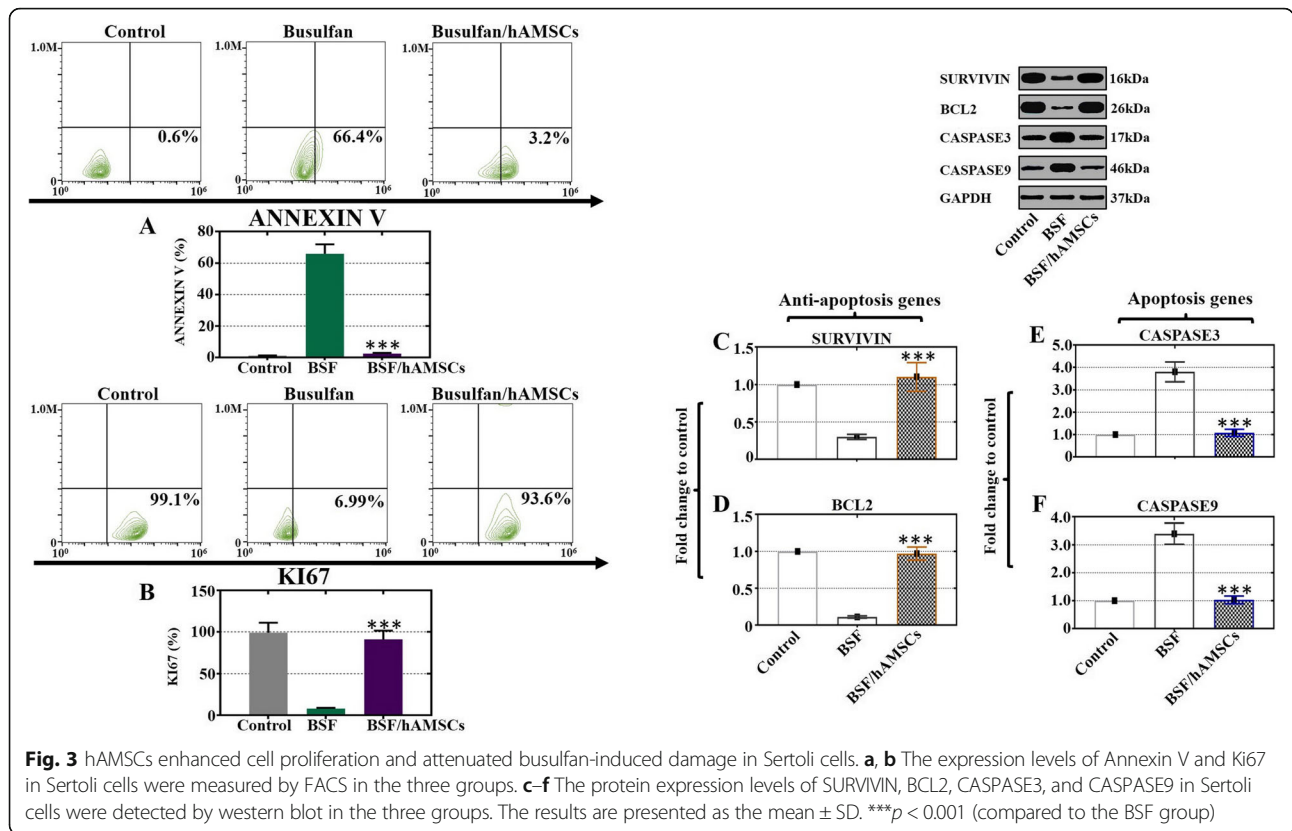 Control Busulfan Busulfan/hAMSCs
1.0M 1.0M 1.0M
0.6% 66.4% 3.2%
0 0 0
10⁰ 10⁶ 10⁰ 10⁶ 10⁰ 10⁶
A ANNEXIN V
ANNEXIN V (%)
80
60
40
20
0
***
Control BSF BSF/hAMSCs
Control Busulfan Busulfan/hAMSCs
1.0M 1.0M 1.0M
99.1% 6.99% 93.6%
0 0 0
10⁰ 10⁶ 10⁰ 10⁶ 10⁰ 10⁶
B KI67
KI67 (%)
150
100
50
0
***
Control BSF BSF/hAMSCs
SURVIVIN 16kDa
BCL2 26kDa
CASPASE3 17kDa
CASPASE9 46kDa
GAPDH 37kDa
Control BSF BSF/hAMSCs
Anti-apoptosis genes
Fold change to control
C SURVIVIN
1.5
1.0
0.5
0
***
D BCL2
1.5
1.0
0.5
0
***
Control BSF BSF/hAMSCs
Apoptosis genes
Fold change to control
E CASPASE3
5.0
4.0
3.0
2.0
1.0
0.0
***
F CASPASE9
4.0
3.0
2.0
1.0
0.0
***
Control BSF BSF/hAMSCs
Fig. 3 hAMSCs enhanced cell proliferation and attenuated busulfan-induced damage in Sertoli cells. a, b The expression levels of Annexin V and Ki67
in Sertoli cells were measured by FACS in the three groups. c–f The protein expression levels of SURVIVIN, BCL2, CASPASE3, and CASPASE9 in Sertoli
cells were detected by western blot in the three groups. The results are presented as the mean ± SD. ***p < 0.001 (compared to the BSF group)